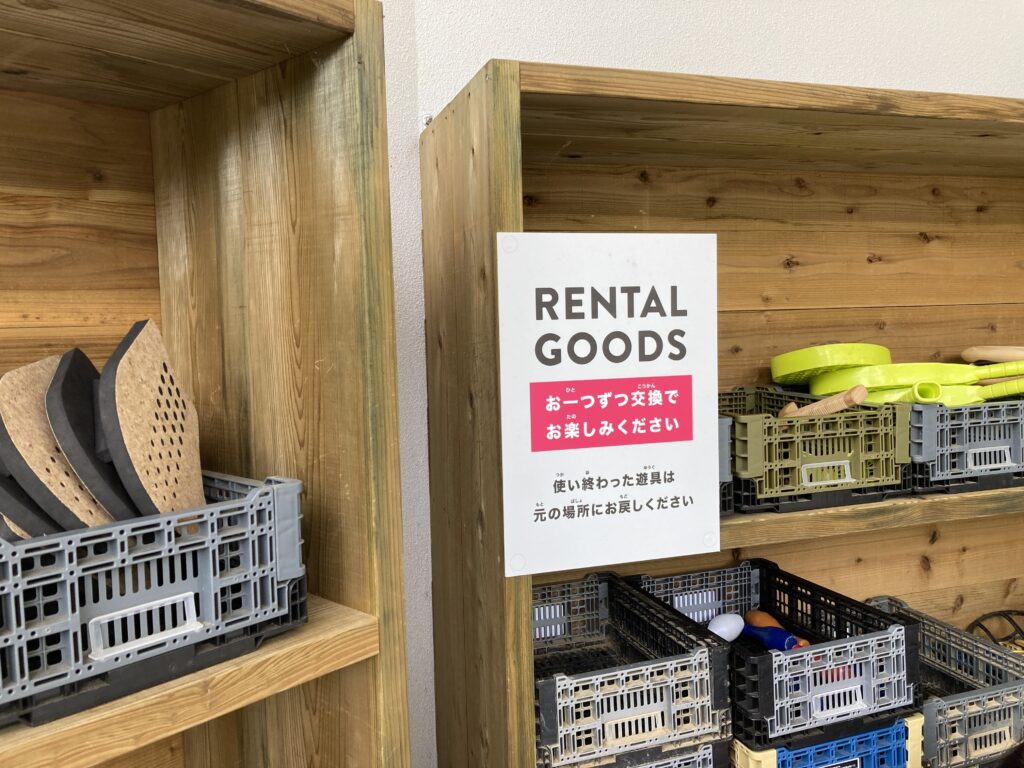 RENTAL
GOODS
お一つずつ交換で
お楽しみください
使い終わった遊具は
元の場所にお戻しください